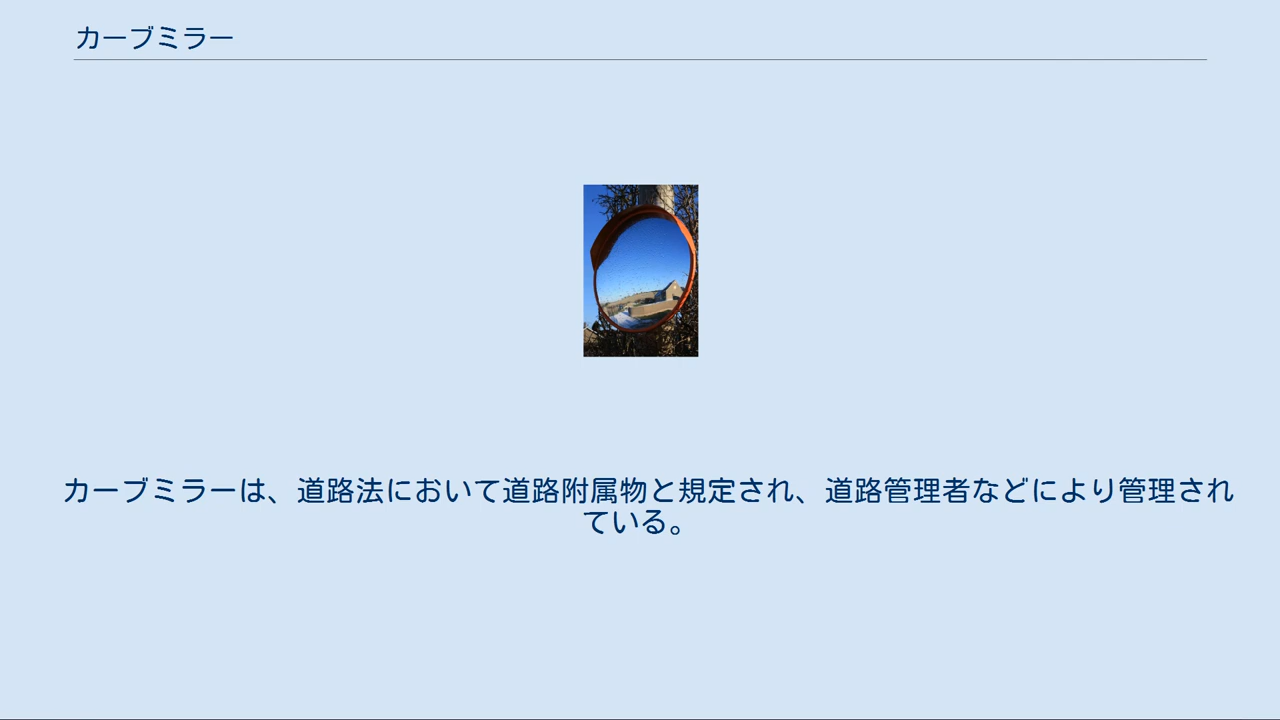 カーブミラー
カーブミラーは、道路法において道路附属物と規定され、道路管理者などにより管理され
ている。